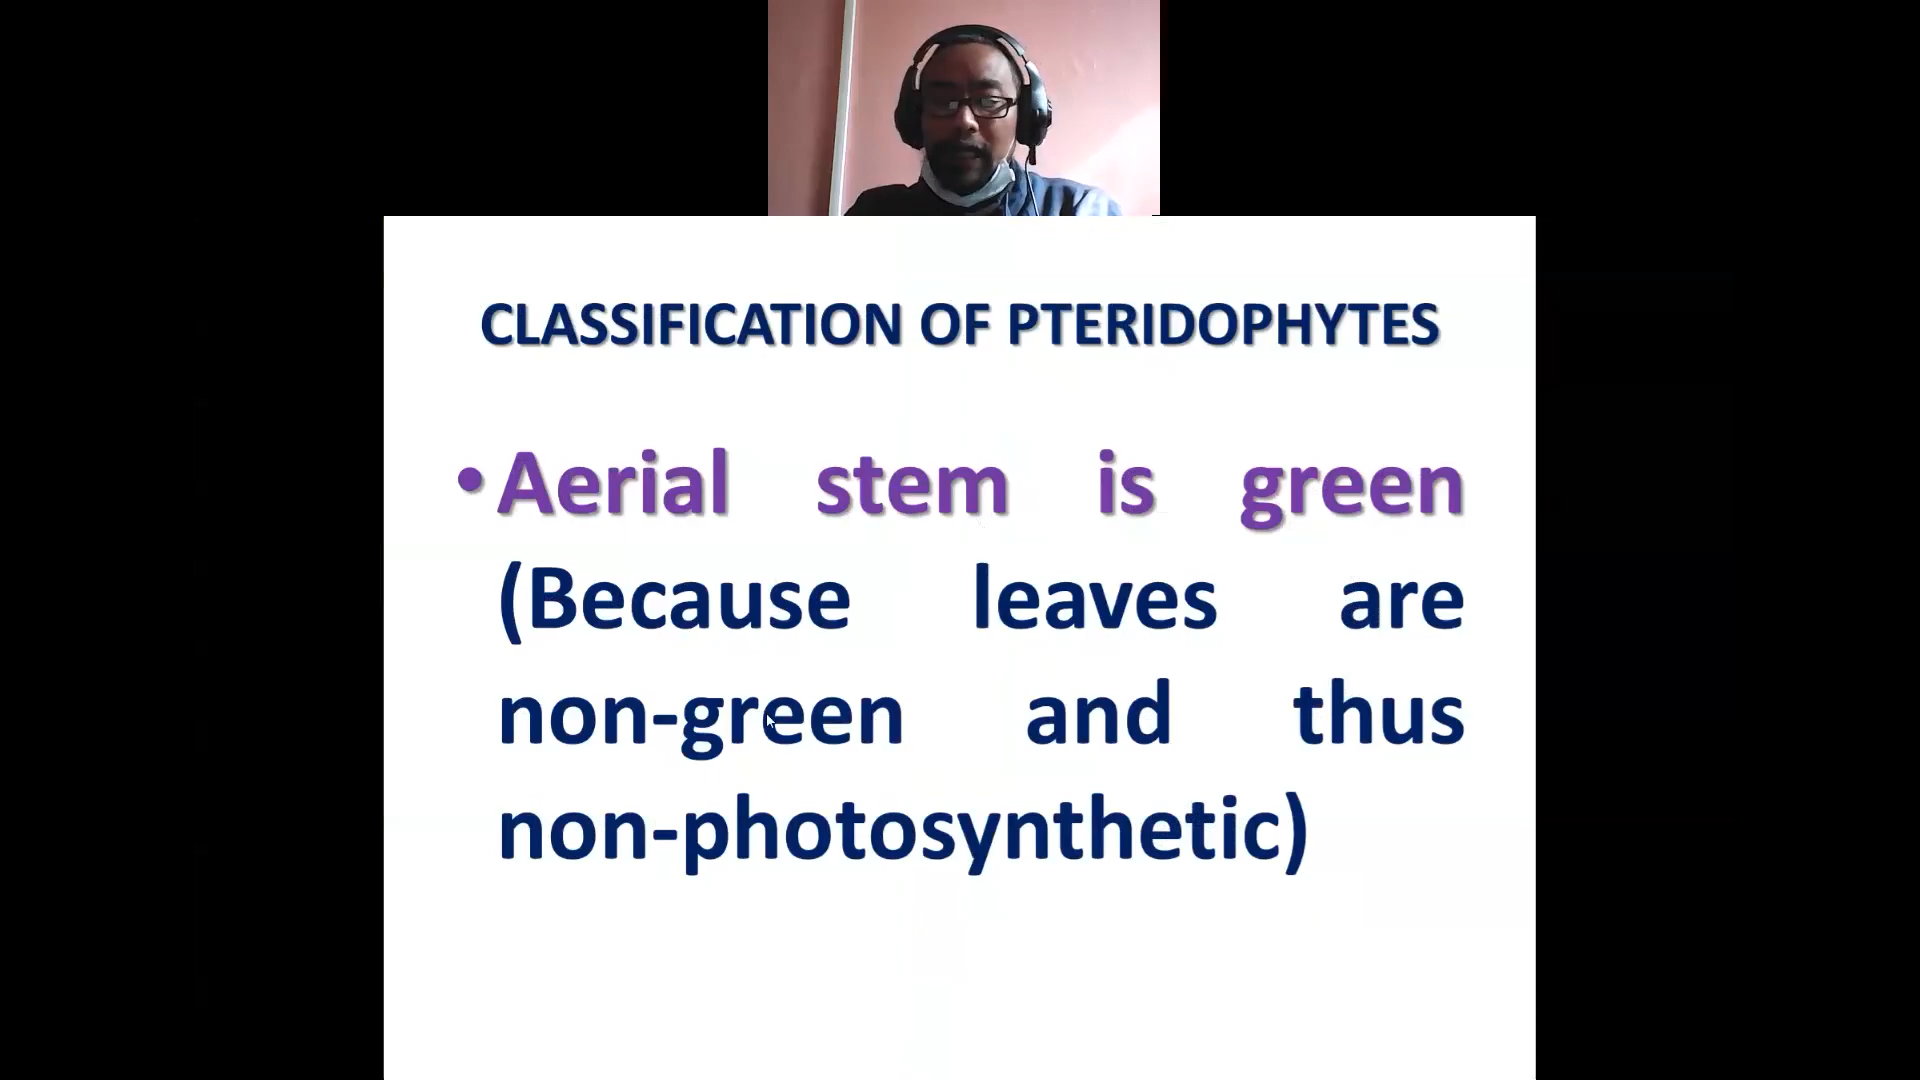 CLASSIFICATION OF PTERIDOPHYTES
•Aerial stem is green
(Because leaves are
non-green and thus
non-photosynthetic)